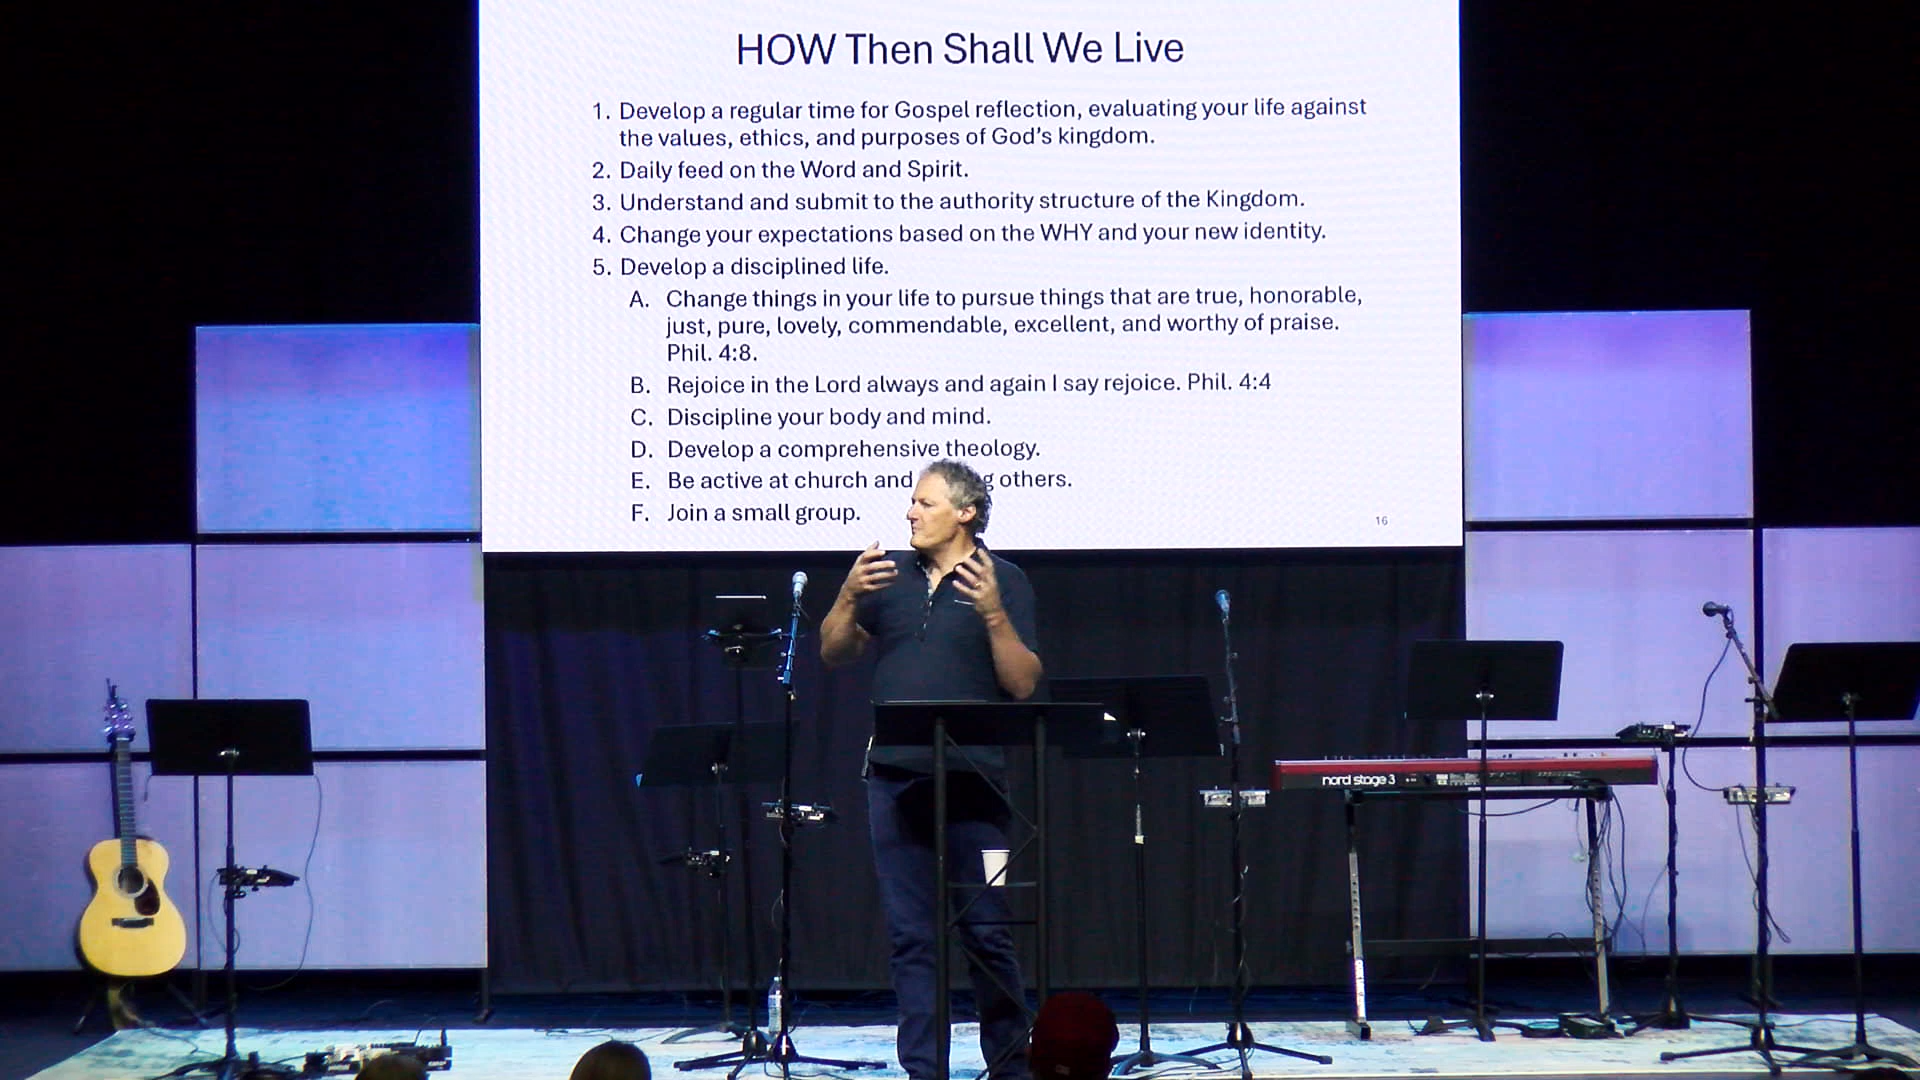 HOW Then Shall We Live
1. Develop a regular time for Gospel reflection, evaluating your life against
the values, ethics, and purposes of God's kingdom.
2. Daily feed on the Word and Spirit.
3. Understand and submit to the authority structure of the Kingdom.
4. Change your expectations based on the WHY and your new identity.
5. Develop a disciplined life.
A. Change things in your life to pursue things that are true, honorable,
just, pure, lovely, commendable, excellent, and worthy of praise.
Phil. 4:8.
B. Rejoice in the Lord always and again I say rejoice. Phil. 4:4
C. Discipline your body and mind.
D. Develop a comprehensive theology.
E. Be active at church and others.
F. Join a small group.
16
nord stage 3